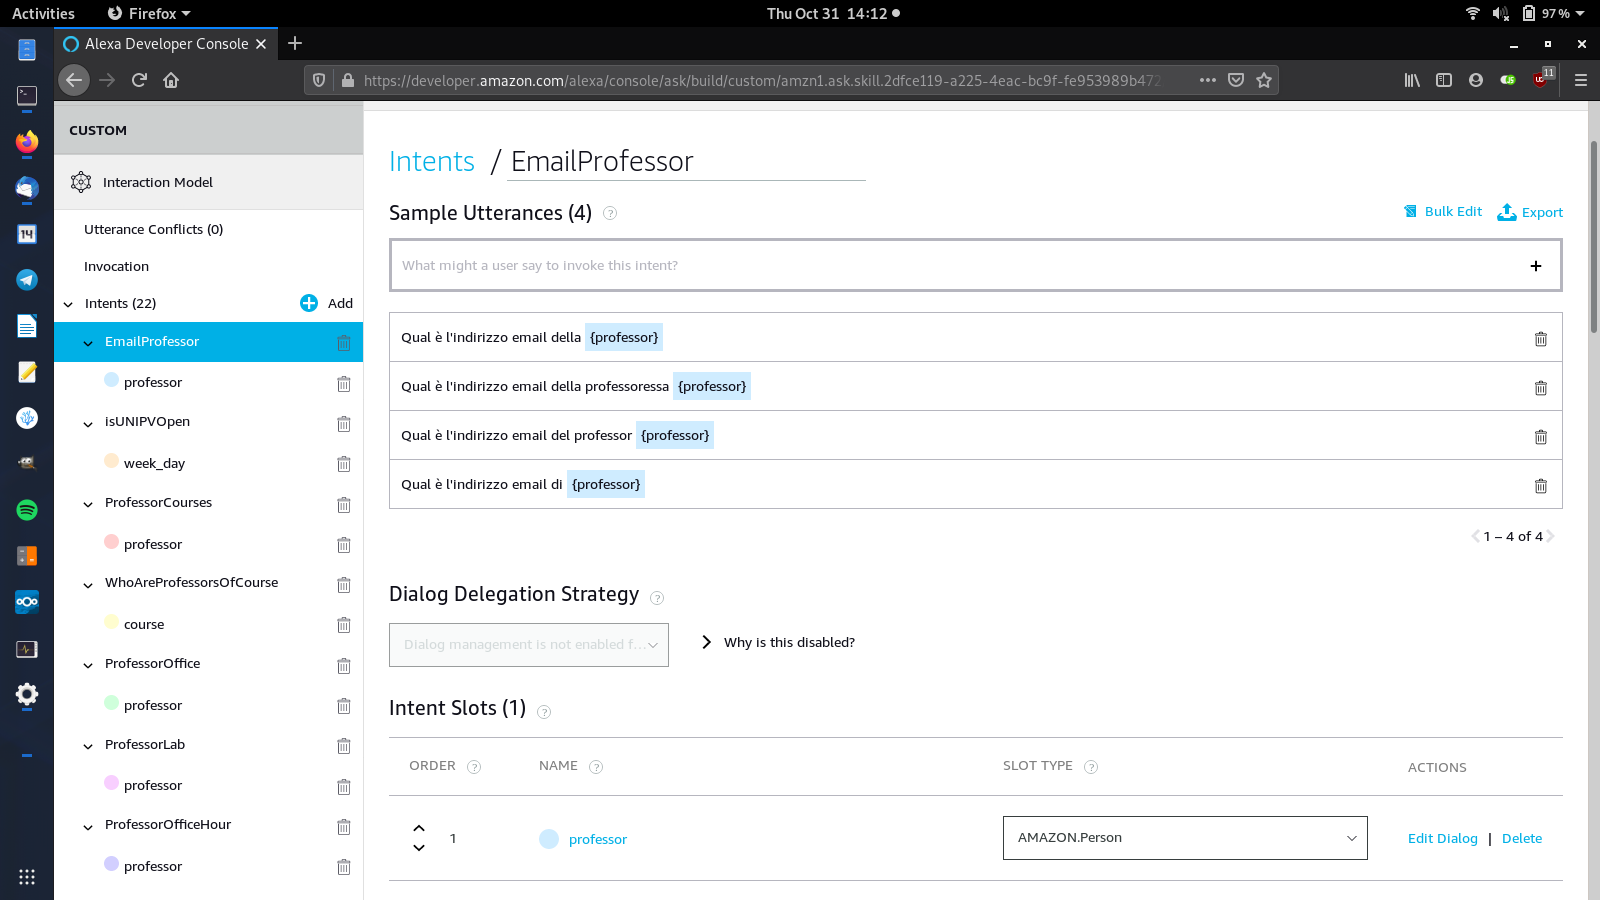 Activities
Firefox
Thu Oct 31 14:12
97 %
Alexa Developer Console
https://developer.amazon.com/alexa/console/ask/build/custom/amzn1.ask.skill.2dfce119-a225-4eac-bc9f-fe953989b472
11
14
CUSTOM
Interaction Model
Utterance Conflicts (0)
Invocation
Intents (22)
Add
EmailProfessor
professor
isUNIPVOpen
week_day
ProfessorCourses
professor
WhoAreProfessorsOfCourse
course
ProfessorOffice
professor
ProfessorLab
professor
ProfessorOfficeHour
professor
Intents / EmailProfessor
Sample Utterances (4) ?
Bulk Edit
Export
What might a user say to invoke this intent?
Qual è l'indirizzo email della {professor}
Qual è l'indirizzo email della professoressa {professor}
Qual è l'indirizzo email del professor {professor}
Qual è l'indirizzo email di {professor}
1 – 4 of 4
Dialog Delegation Strategy ?
Dialog management is not enabled f...
Why is this disabled?
Intent Slots (1) ?
ORDER ?
NAME ?
SLOT TYPE ?
ACTIONS
1
professor
AMAZON.Person
Edit Dialog | Delete